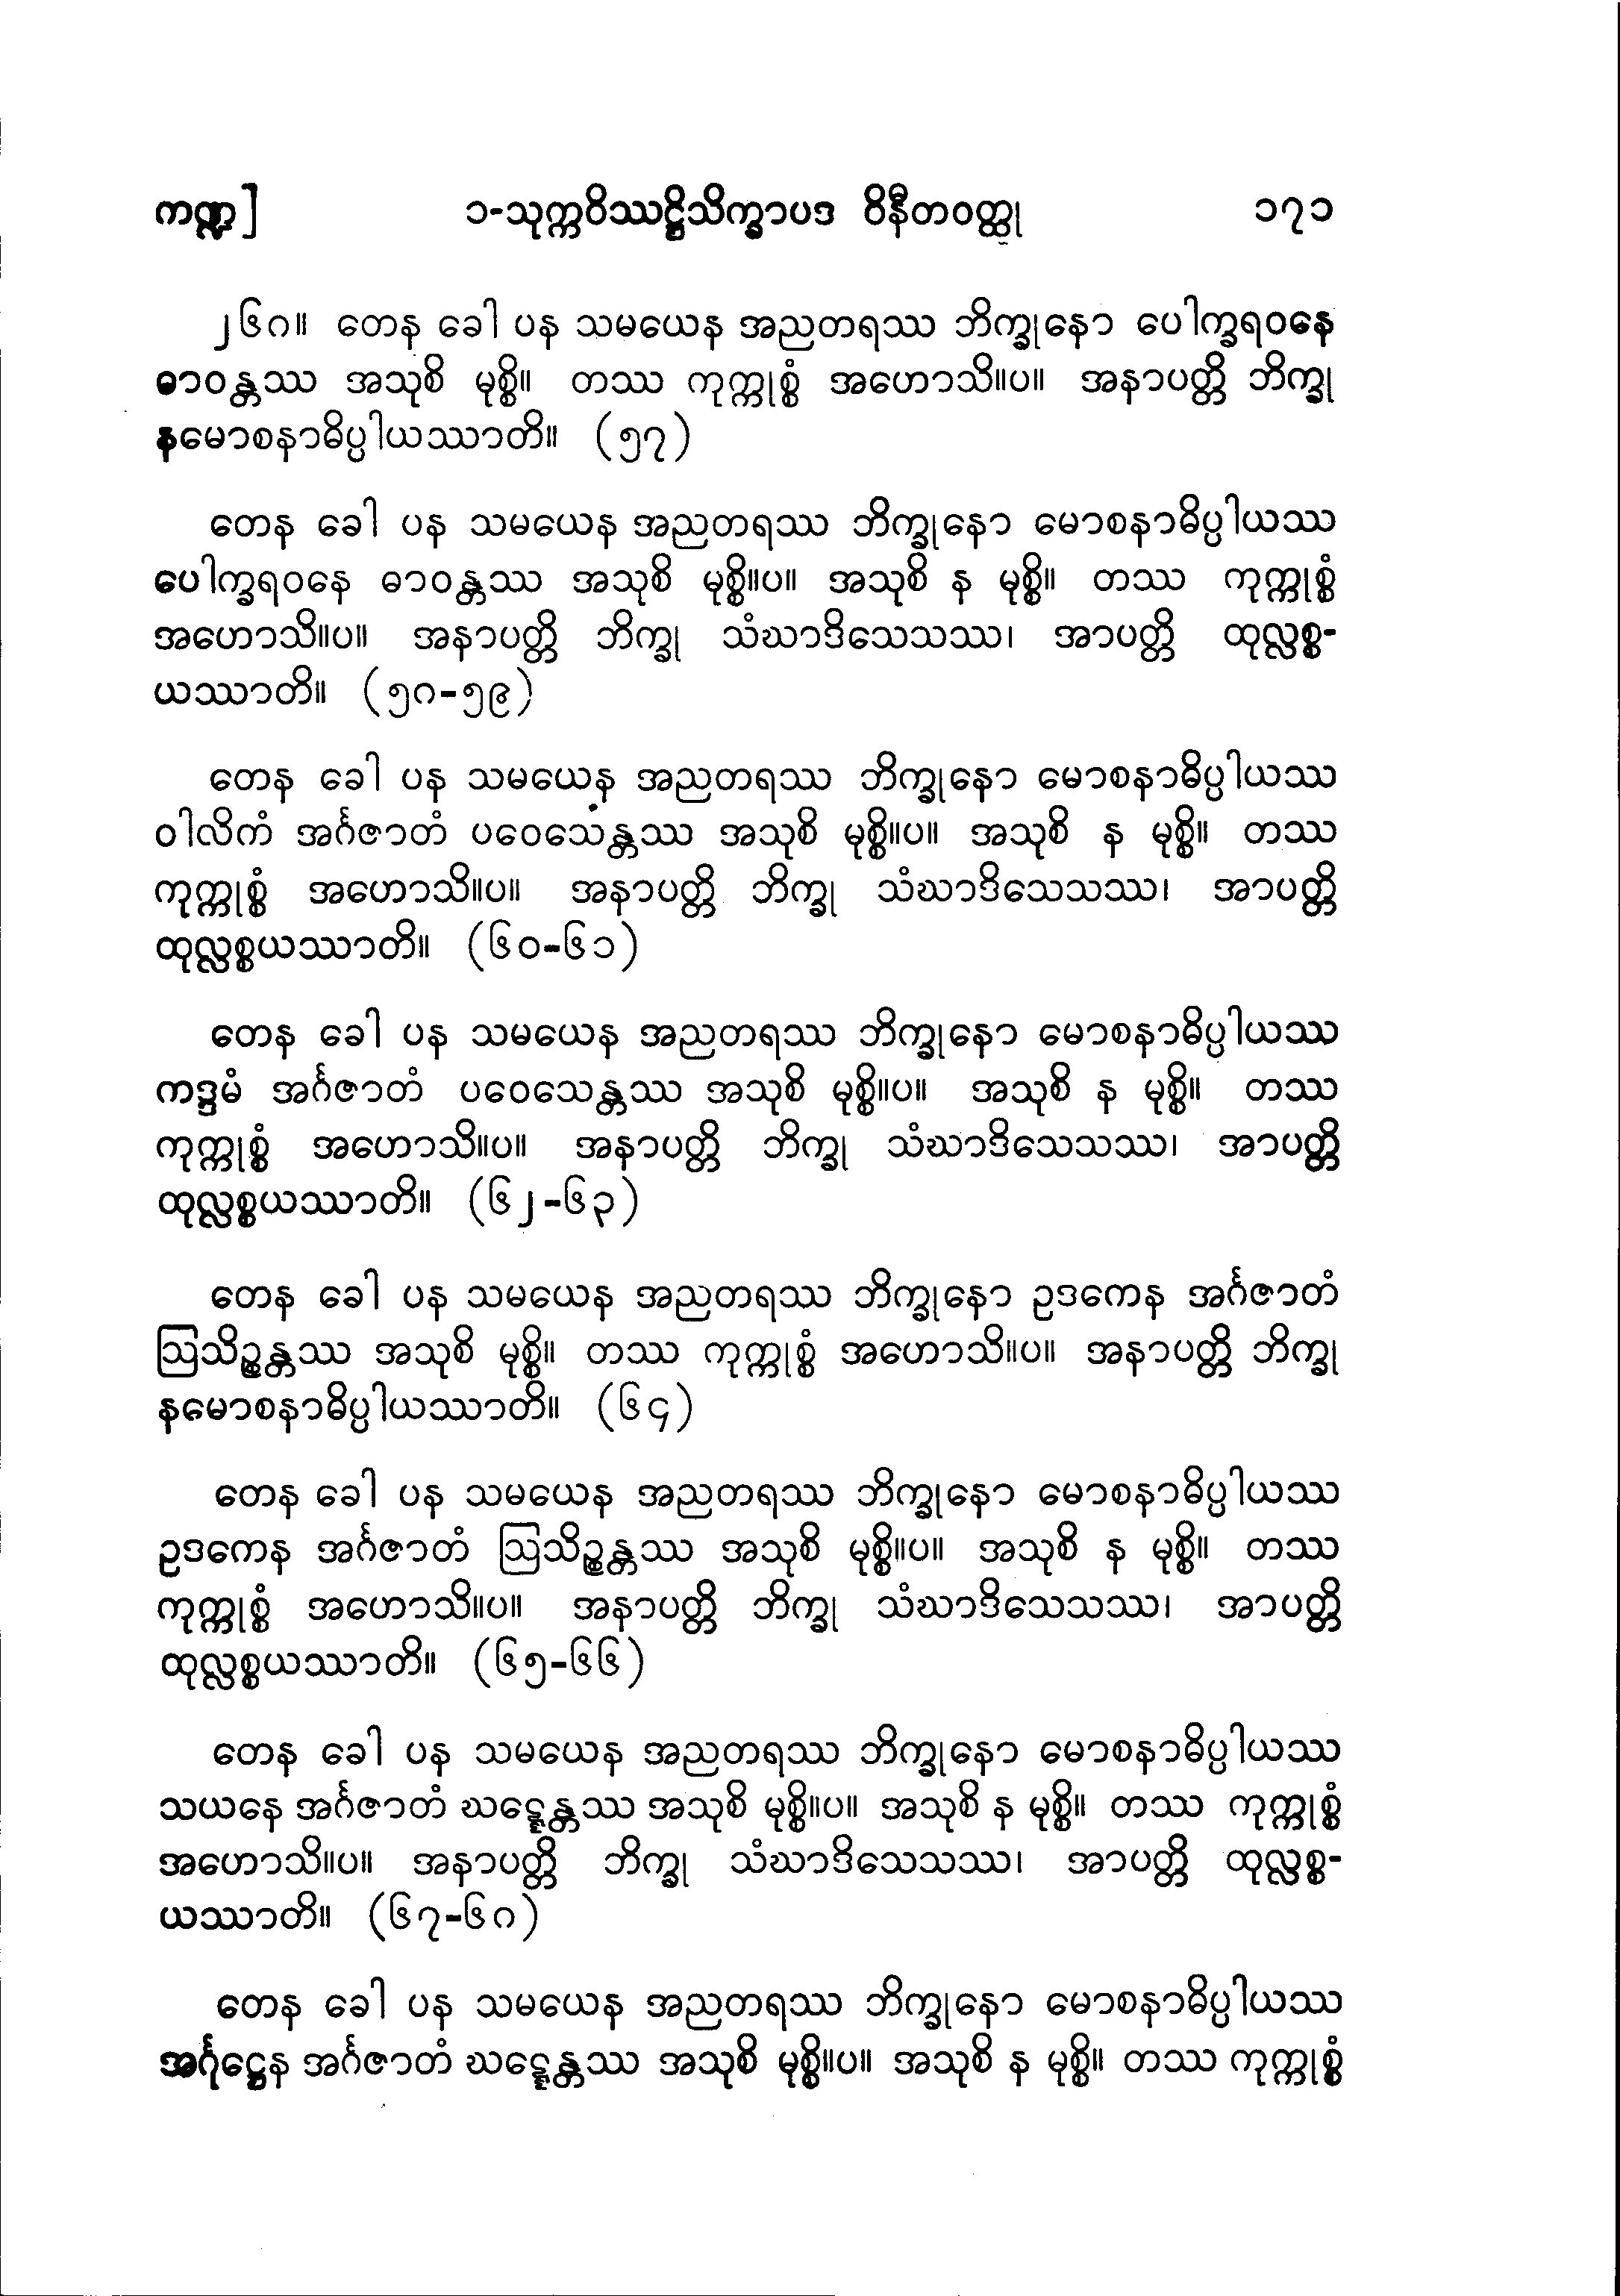 ကဏ္ဍ] ၁-သုက္ကဝိဿဋ္ဌိသိက္ခာပဒ ဝိနီတဝတ္ထု ၁၇၁
၂၆၈။ တေန ခေါ ပန သမယေန အညတရဿ ဘိက္ခုနော ပေါက္ခရဝနေ
ဓာဝန္တဿ အသုစိ မုစ္စိ။ တဿ ကုက္ကုစ္စံ အဟောသိ။ပ။ အနာပတ္တိ ဘိက္ခု
နမောစနာဓိပ္ပါယဿာတိ။ (၅၇)
တေန ခေါ ပန သမယေန အညတရဿ ဘိက္ခုနော မောစနာဓိပ္ပါယဿ
ပေါက္ခရဝနေ ဓာဝန္တဿ အသုစိ မုစ္စိ။ပ။ အသုစိ န မုစ္စိ။ တဿ ကုက္ကုစ္စံ
အဟောသိ။ပ။ အနာပတ္တိ ဘိက္ခု သံဃာဒိသေသဿ၊ အာပတ္တိ ထုလ္လစ္စ-
ယဿာတိ။ (၅၈-၅၉)
တေန ခေါ ပန သမယေန အညတရဿ ဘိက္ခုနော မောစနာဓိပ္ပါယဿ
ဝါလိကံ အင်္ဂဇာတံ ပဝေသေန္တဿ အသုစိ မုစ္စိ။ပ။ အသုစိ န မုစ္စိ။ တဿ
ကုက္ကုစ္စံ အဟောသိ။ပ။ အနာပတ္တိ ဘိက္ခု သံဃာဒိသေသဿ၊ အာပတ္တိ
ထုလ္လစ္စယဿာတိ။ (၆၀-၆၁)
တေန ခေါ ပန သမယေန အညတရဿ ဘိက္ခုနော မောစနာဓိပ္ပါယဿ
ကဒ္ဒမံ အင်္ဂဇာတံ ပဝေသေန္တဿ အသုစိ မုစ္စိ။ပ။ အသုစိ န မုစ္စိ။ တဿ
ကုက္ကုစ္စံ အဟောသိ။ပ။ အနာပတ္တိ ဘိက္ခု သံဃာဒိသေသဿ၊ အာပတ္တိ
ထုလ္လစ္စယဿာတိ။ (၆၂-၆၃)
တေန ခေါ ပန သမယေန အညတရဿ ဘိက္ခုနော ဥဒကေန အင်္ဂဇာတံ
ဩသိဉ္စန္တဿ အသုစိ မုစ္စိ။ တဿ ကုက္ကုစ္စံ အဟောသိ။ပ။ အနာပတ္တိ ဘိက္ခု
နမောစနာဓိပ္ပါယဿာတိ။ (၆၄)
တေန ခေါ ပန သမယေန အညတရဿ ဘိက္ခုနော မောစနာဓိပ္ပါယဿ
ဥဒကေန အင်္ဂဇာတံ ဩသိဉ္စန္တဿ အသုစိ မုစ္စိ။ပ။ အသုစိ န မုစ္စိ။ တဿ
ကုက္ကုစ္စံ အဟောသိ။ပ။ အနာပတ္တိ ဘိက္ခု သံဃာဒိသေသဿ၊ အာပတ္တိ
ထုလ္လစ္စယဿာတိ။ (၆၅-၆၆)
တေန ခေါ ပန သမယေန အညတရဿ ဘိက္ခုနော မောစနာဓိပ္ပါယဿ
သယနေ အင်္ဂဇာတံ ဃဋ္ဋေန္တဿ အသုစိ မုစ္စိ။ပ။ အသုစိ န မုစ္စိ။ တဿ ကုက္ကုစ္စံ
အဟောသိ။ပ။ အနာပတ္တိ ဘိက္ခု သံဃာဒိသေသဿ၊ အာပတ္တိ ထုလ္လစ္စ-
ယဿာတိ။ (၆၇-၆၈)
တေန ခေါ ပန သမယေန အညတရဿ ဘိက္ခုနော မောစနာဓိပ္ပါယဿ
အင်္ဂုဋ္ဌေန အင်္ဂဇာတံ ဃဋ္ဋေန္တဿ အသုစိ မုစ္စိ။ပ။ အသုစိ န မုစ္စိ။ တဿ ကုက္ကုစ္စံ